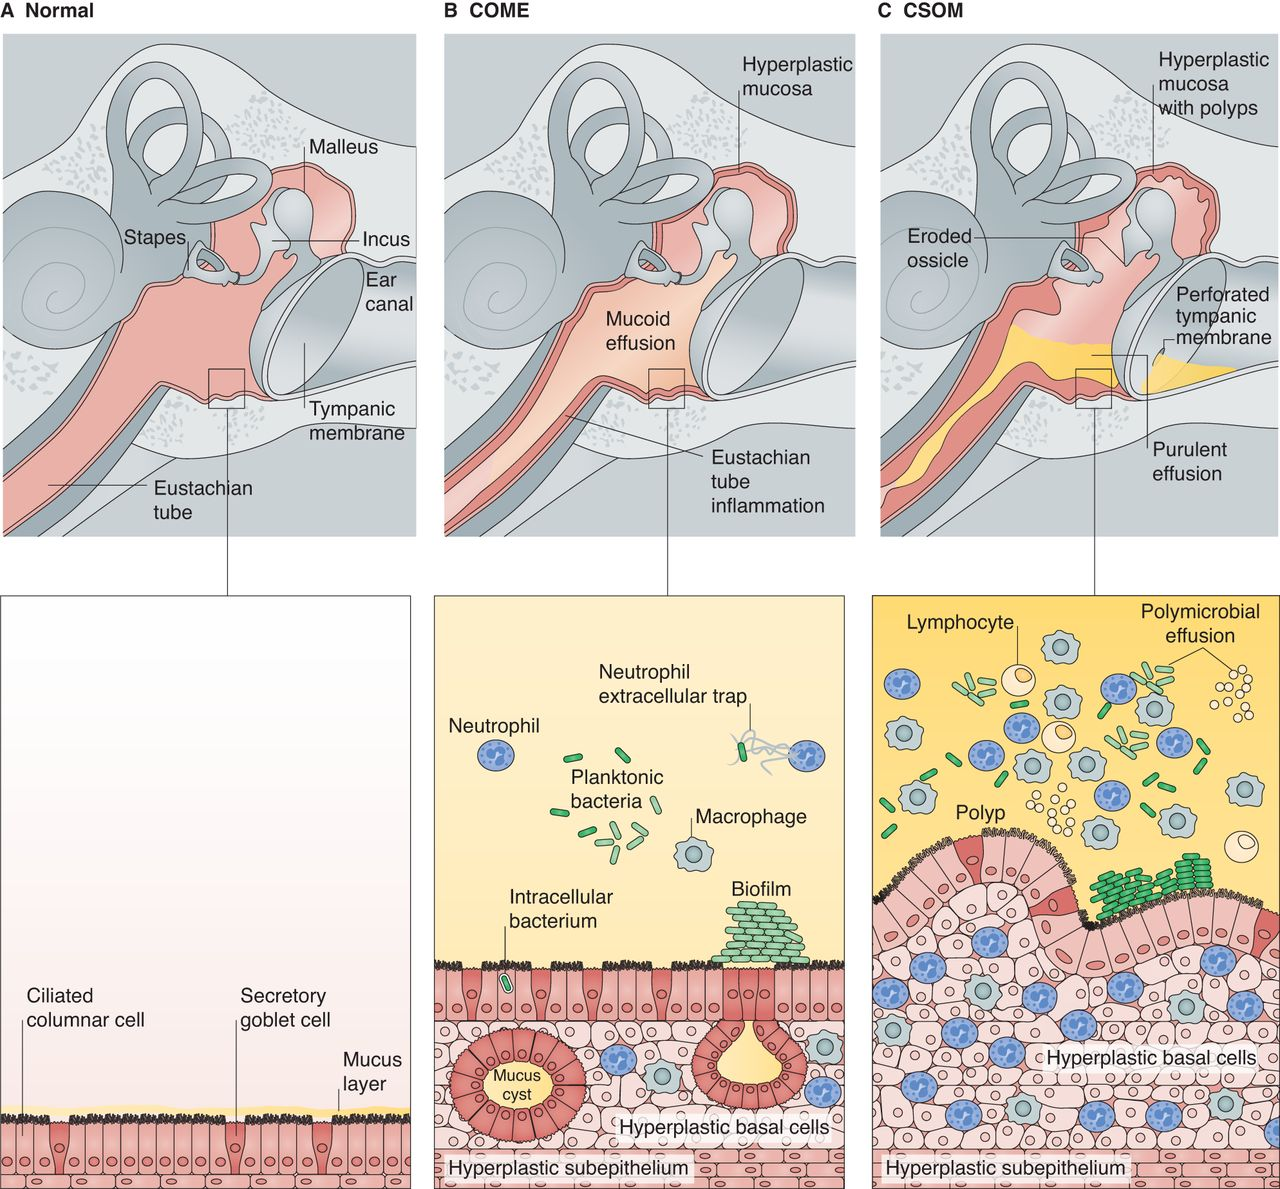 A Normal
B COME
C CSOM
Malleus
Stapes
Incus
Ear
canal
Tympanic
membrane
Eustachian
tube
Hyperplastic
mucosa
Mucoid
effusion
Eustachian
tube
inflammation
Hyperplastic
mucosa
with polyps
Eroded
ossicle
Perforated
tympanic
membrane
Purulent
effusion
Ciliated
columnar cell
Secretory
goblet cell
Mucus
layer
Neutrophil
extracellular trap
Neutrophil
Planktonic
bacteria
Macrophage
Intracellular
bacterium
Biofilm
Mucus
cyst
Hyperplastic basal cells
Hyperplastic subepithelium
Lymphocyte
Polymicrobial
effusion
Polyp
Hyperplastic basal cells
Hyperplastic subepithelium